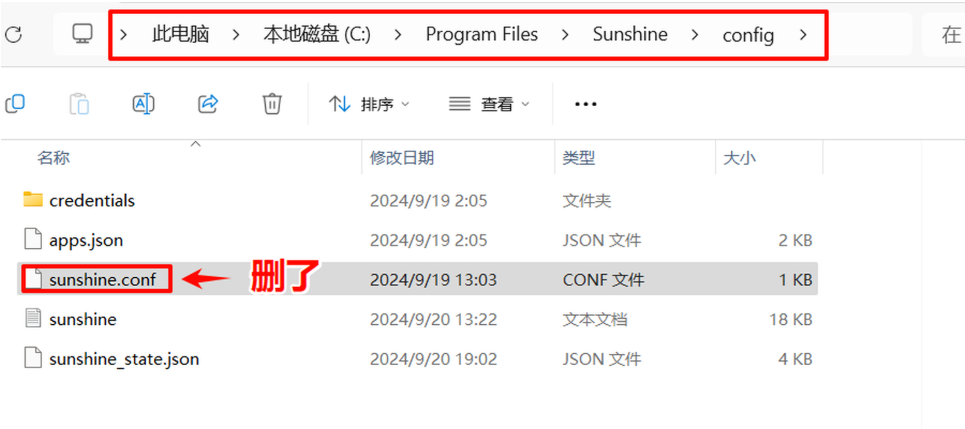 > 此电脑 > 本地磁盘 (C:) > Program Files > Sunshine > config > 在
排序 查看 •••
名称 修改日期 类型 大小
credentials 2024/9/19 2:05 文件夹
apps.json 2024/9/19 2:05 JSON 文件 2 KB
sunshine.conf 删了 2024/9/19 13:03 CONF 文件 1 KB
sunshine 2024/9/20 13:22 文本文档 18 KB
sunshine_state.json 2024/9/20 19:02 JSON 文件 4 KB